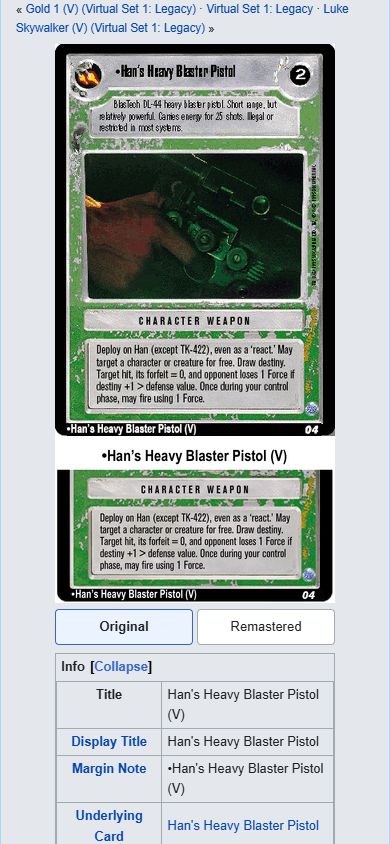 « Gold 1 (V) (Virtual Set 1: Legacy) · Virtual Set 1: Legacy · Luke
Skywalker (V) (Virtual Set 1: Legacy) »
•Han's Heavy Blaster Pistol
2
BlasTech DL-44 heavy blaster pistol. Short range, but
relatively powerful. Carries energy for 25 shots. Illegal or
restricted in most systems.
CHARACTER WEAPON
Deploy on Han (except TK-422), even as a 'react.' May
target a character or creature for free. Draw destiny.
Target hit, its forfeit = 0, and opponent loses 1 Force if
destiny +1 > defense value. Once during your control
phase, may fire using 1 Force.
•Han's Heavy Blaster Pistol (V)
04
•Han's Heavy Blaster Pistol (V)
CHARACTER WEAPON
Deploy on Han (except TK-422), even as a 'react.' May
target a character or creature for free. Draw destiny.
Target hit, its forfeit = 0, and opponent loses 1 Force if
destiny +1 > defense value. Once during your control
phase, may fire using 1 Force.
•Han's Heavy Blaster Pistol (V)
04
Original
Remastered
Info [Collapse]
Title
Han's Heavy Blaster Pistol
(V)
Display Title
Han's Heavy Blaster Pistol
Margin Note
•Han's Heavy Blaster Pistol
(V)
Underlying
Card
Han's Heavy Blaster Pistol